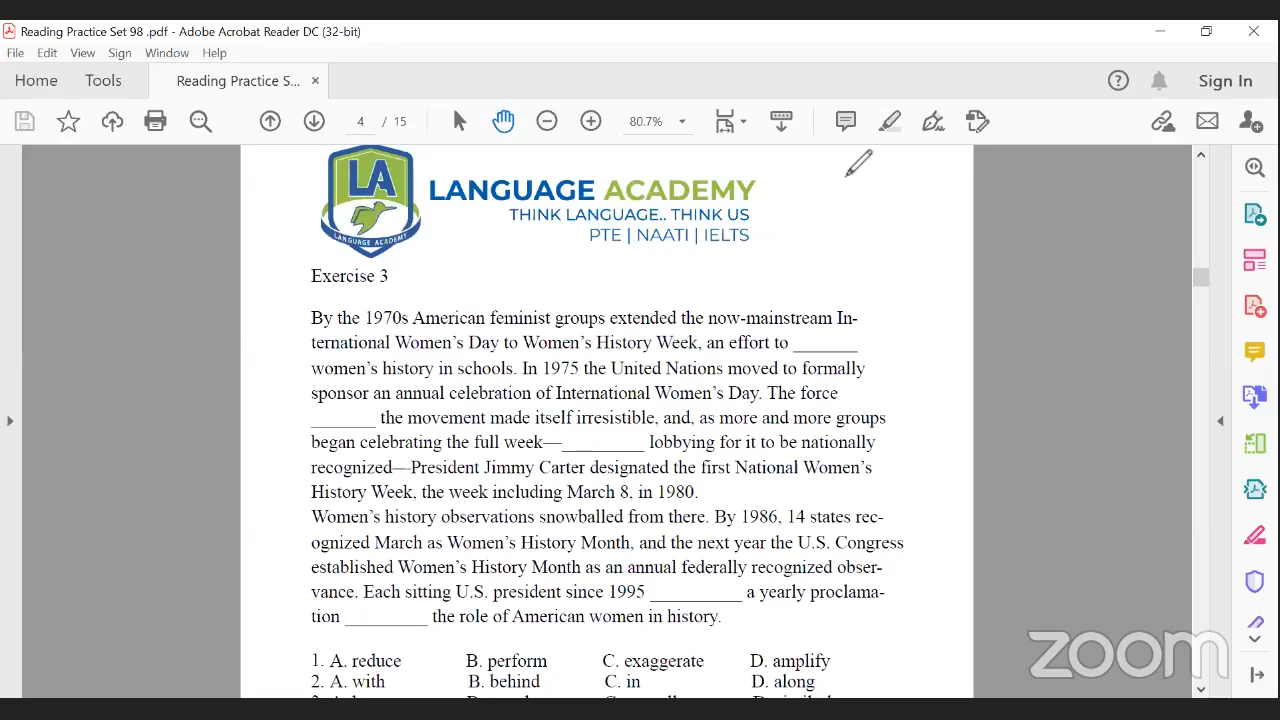 Reading Practice Set 98 .pdf - Adobe Acrobat Reader DC (32-bit)
File Edit View Sign Window Help
Home Tools Reading Practice S... × Sign In
4 / 15 80.7%
LA
LANGUAGE ACADEMY
LANGUAGE ACADEMY
THINK LANGUAGE.. THINK US
PTE | NAATI | IELTS
Exercise 3
By the 1970s American feminist groups extended the now-mainstream In-
ternational Women's Day to Women's History Week, an effort to _______
women's history in schools. In 1975 the United Nations moved to formally
sponsor an annual celebration of International Women's Day. The force
_______ the movement made itself irresistible, and, as more and more groups
began celebrating the full week—_________ lobbying for it to be nationally
recognized—President Jimmy Carter designated the first National Women's
History Week, the week including March 8, in 1980.
Women's history observations snowballed from there. By 1986, 14 states rec-
ognized March as Women's History Month, and the next year the U.S. Congress
established Women's History Month as an annual federally recognized obser-
vance. Each sitting U.S. president since 1995 __________ a yearly proclama-
tion _________ the role of American women in history.
1. A. reduce B. perform C. exaggerate D. amplify
2. A. with B. behind C. in D. along
zoom